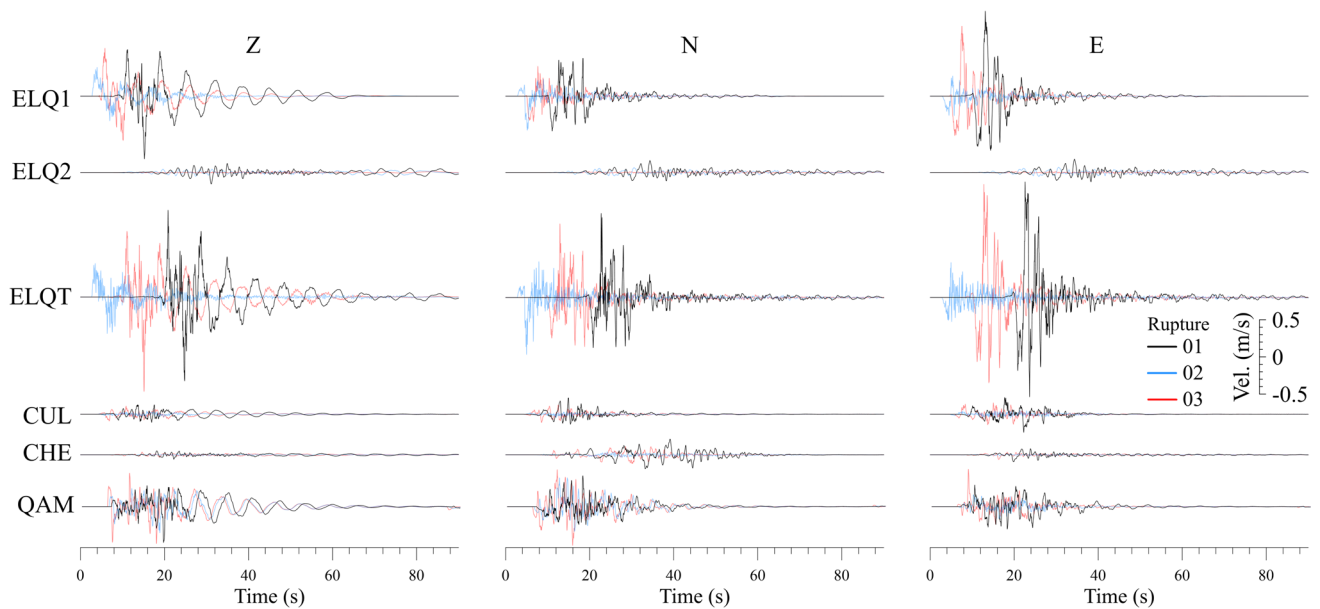 Z N E
ELQ1
ELQ2
ELQT
Rupture
01
02
03
Vel. (m/s)
0.5
0
-0.5
CUL
CHE
QAM
0 20 40 60 80 0 20 40 60 80 0 20 40 60 80
Time (s) Time (s) Time (s)